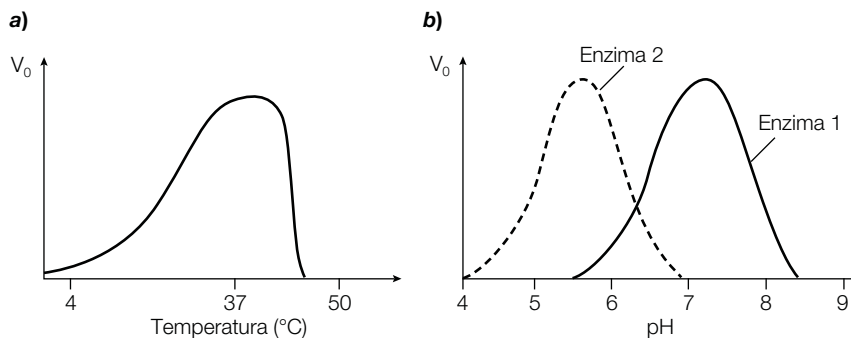 a)
V₀
4 37 50
Temperatura (°C)
b)
V₀
Enzima 2
Enzima 1
4 5 6 7 8 9
pH